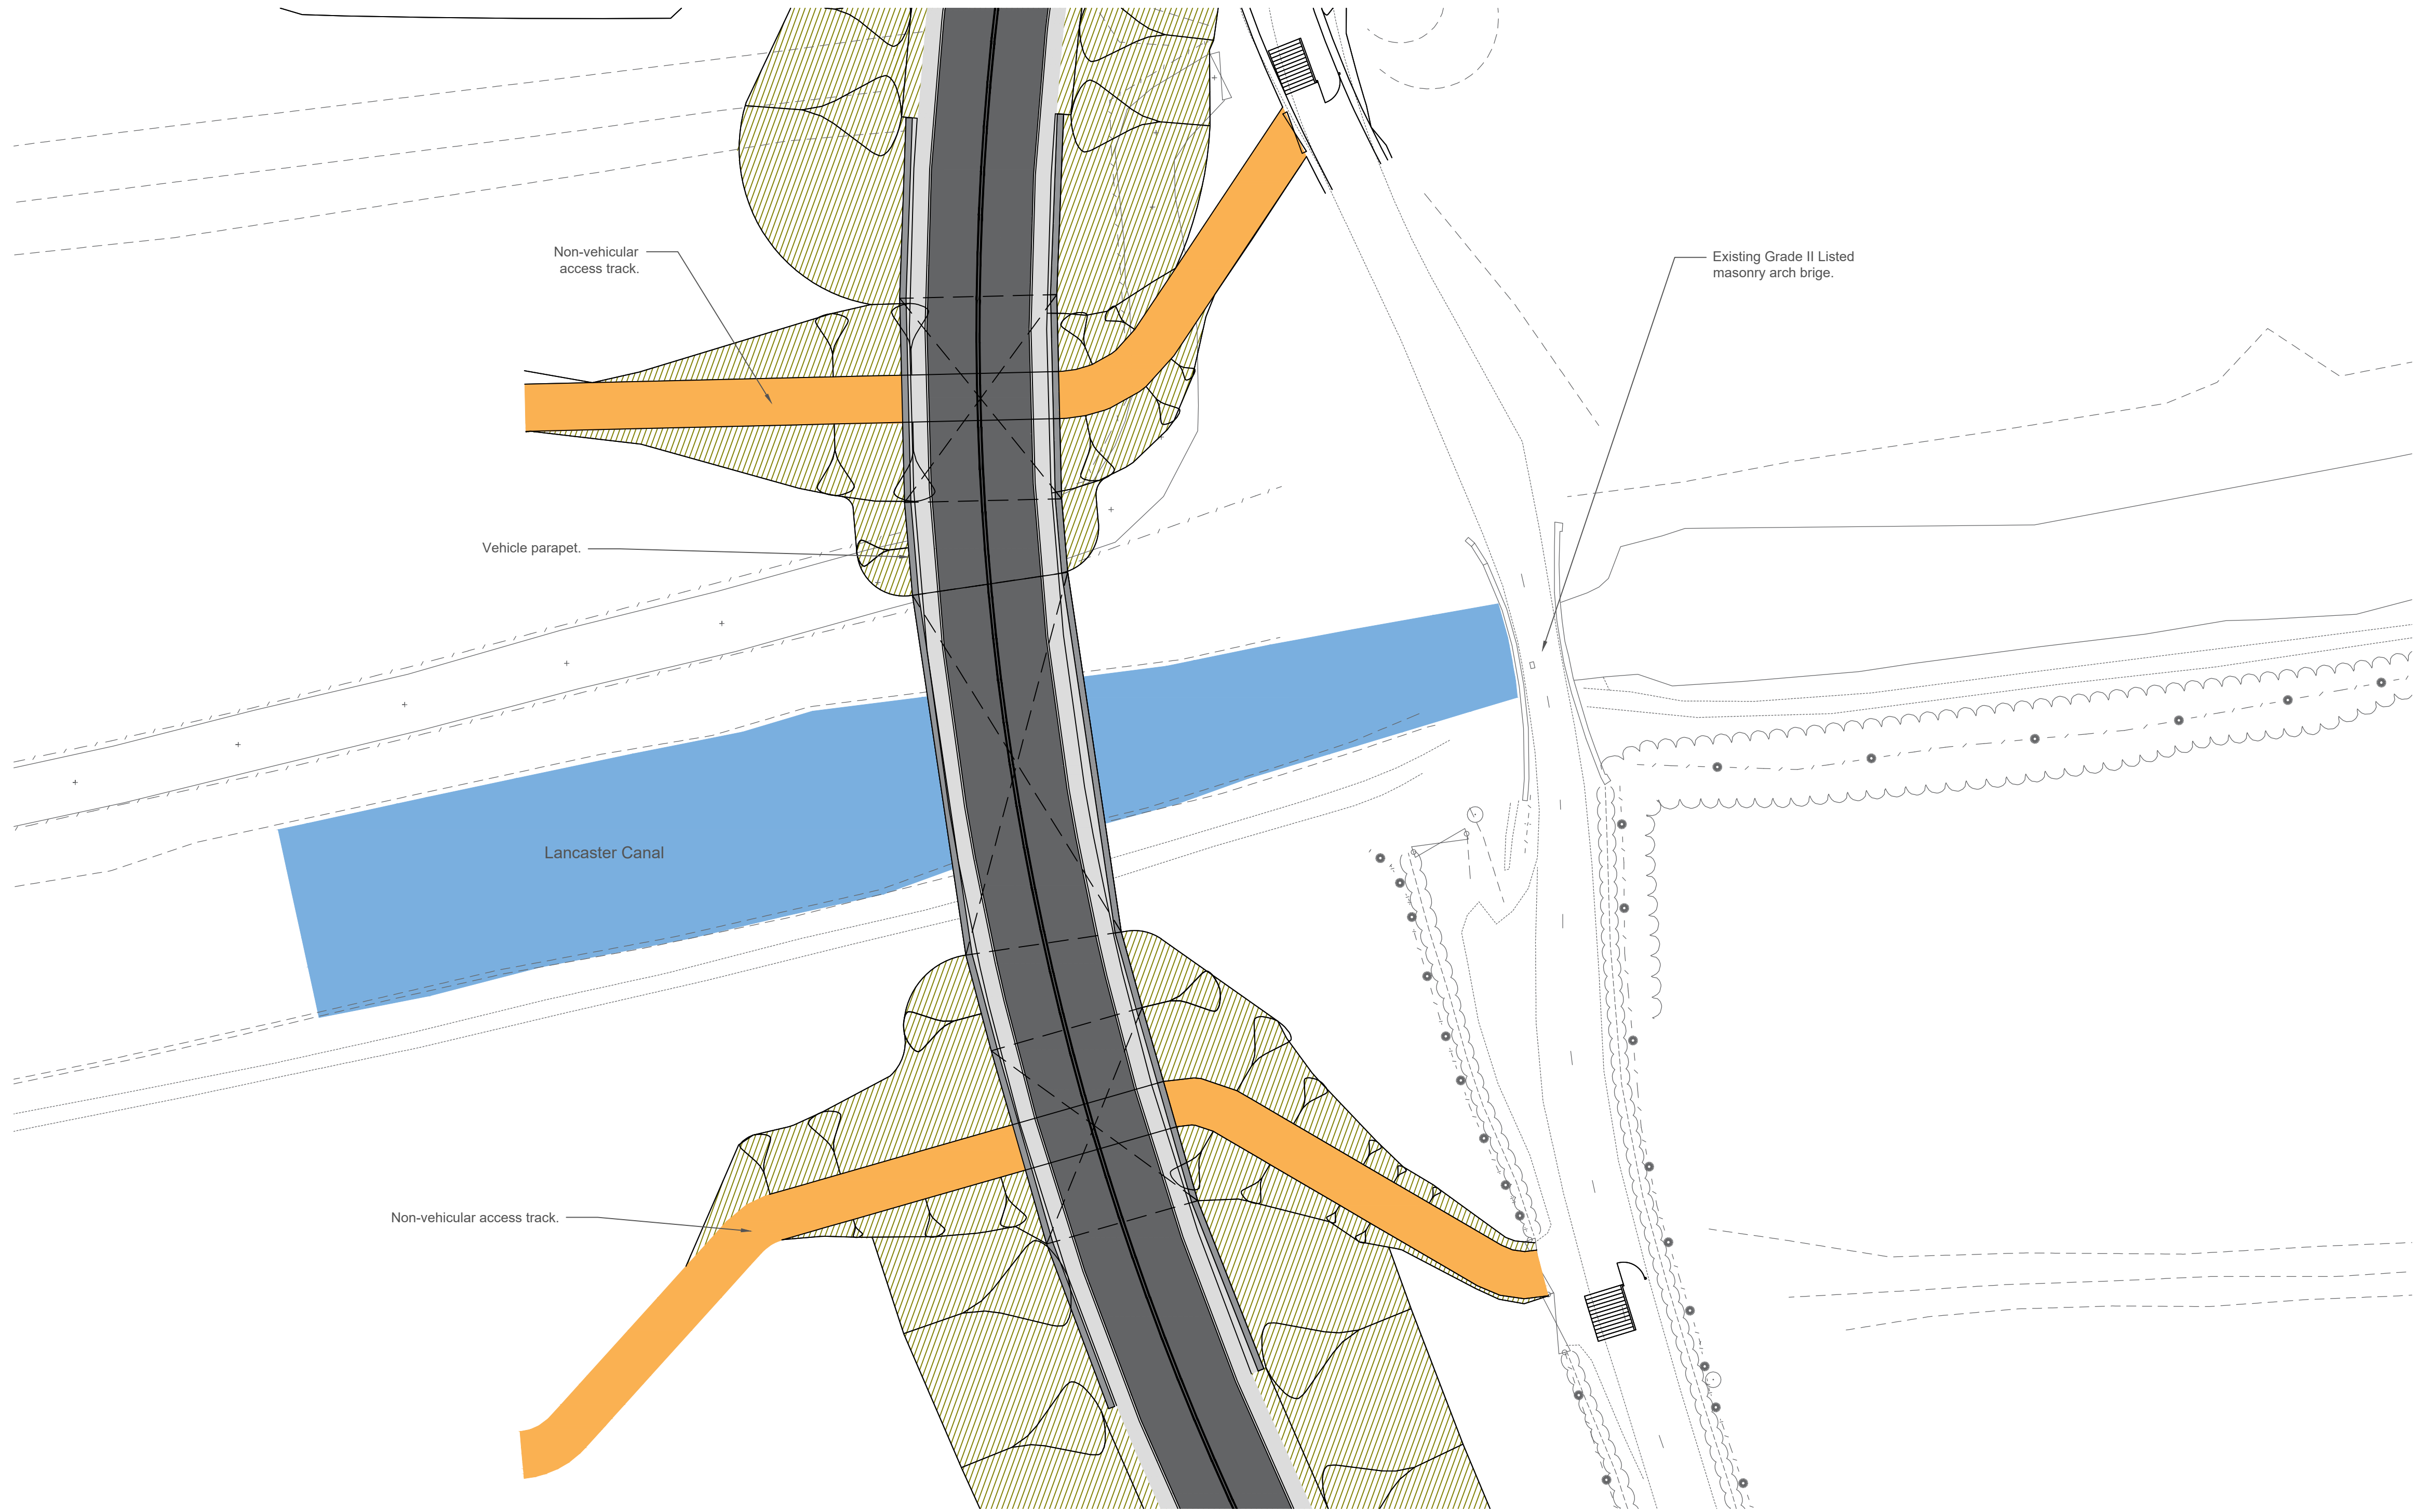 Non-vehicular
access track.
Existing Grade II Listed
masonry arch brige.
Vehicle parapet.
Lancaster Canal
Non-vehicular access track.